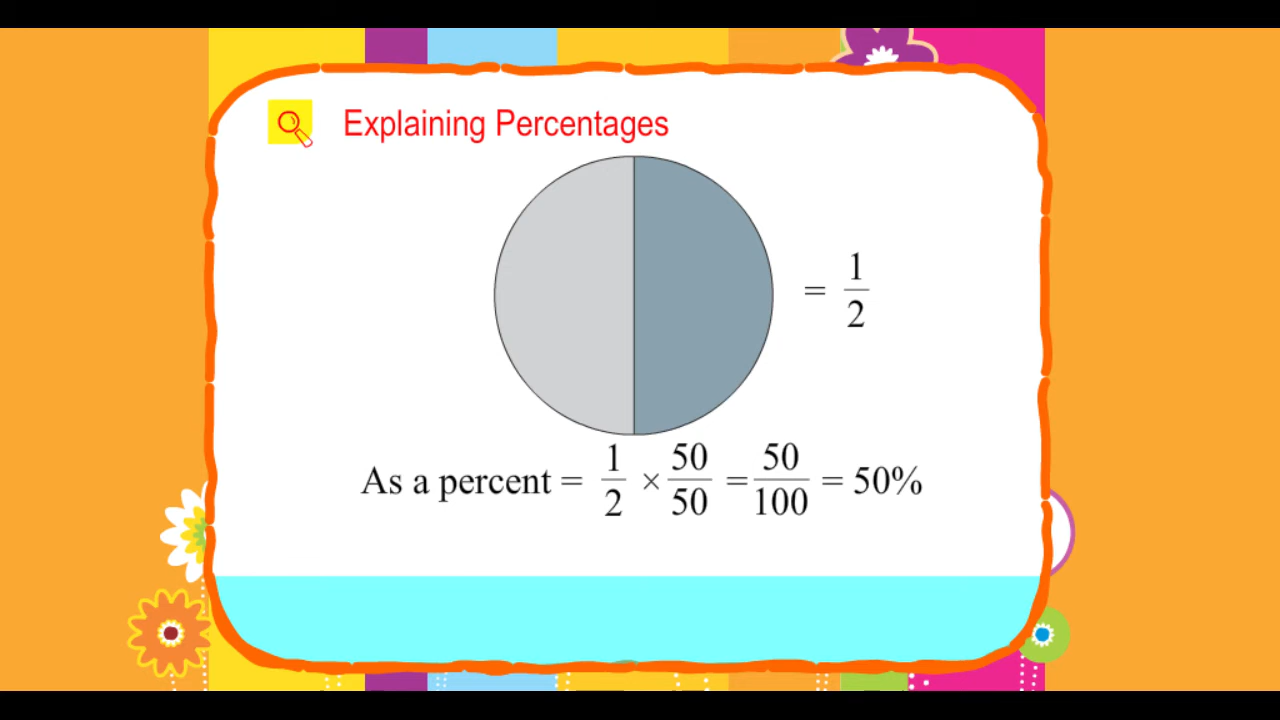 Explaining Percentages
= 1/2
As a percent = 1/2 × 50/50 = 50/100 = 50%